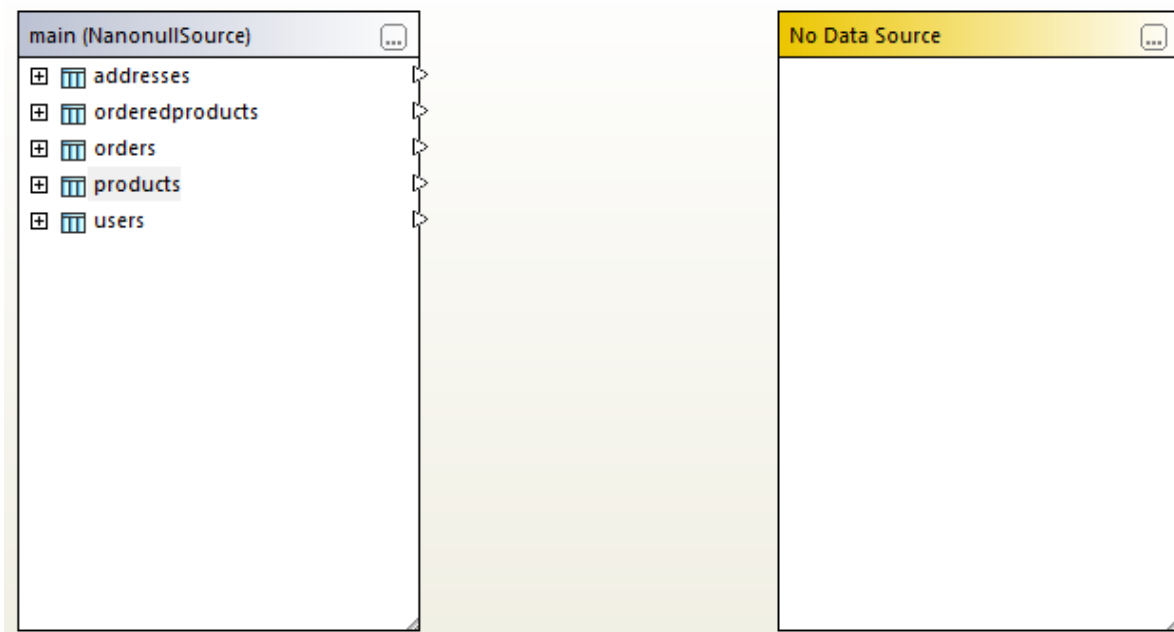 main (NanonullSource)
...
No Data Source
...
addresses
orderedproducts
orders
products
users